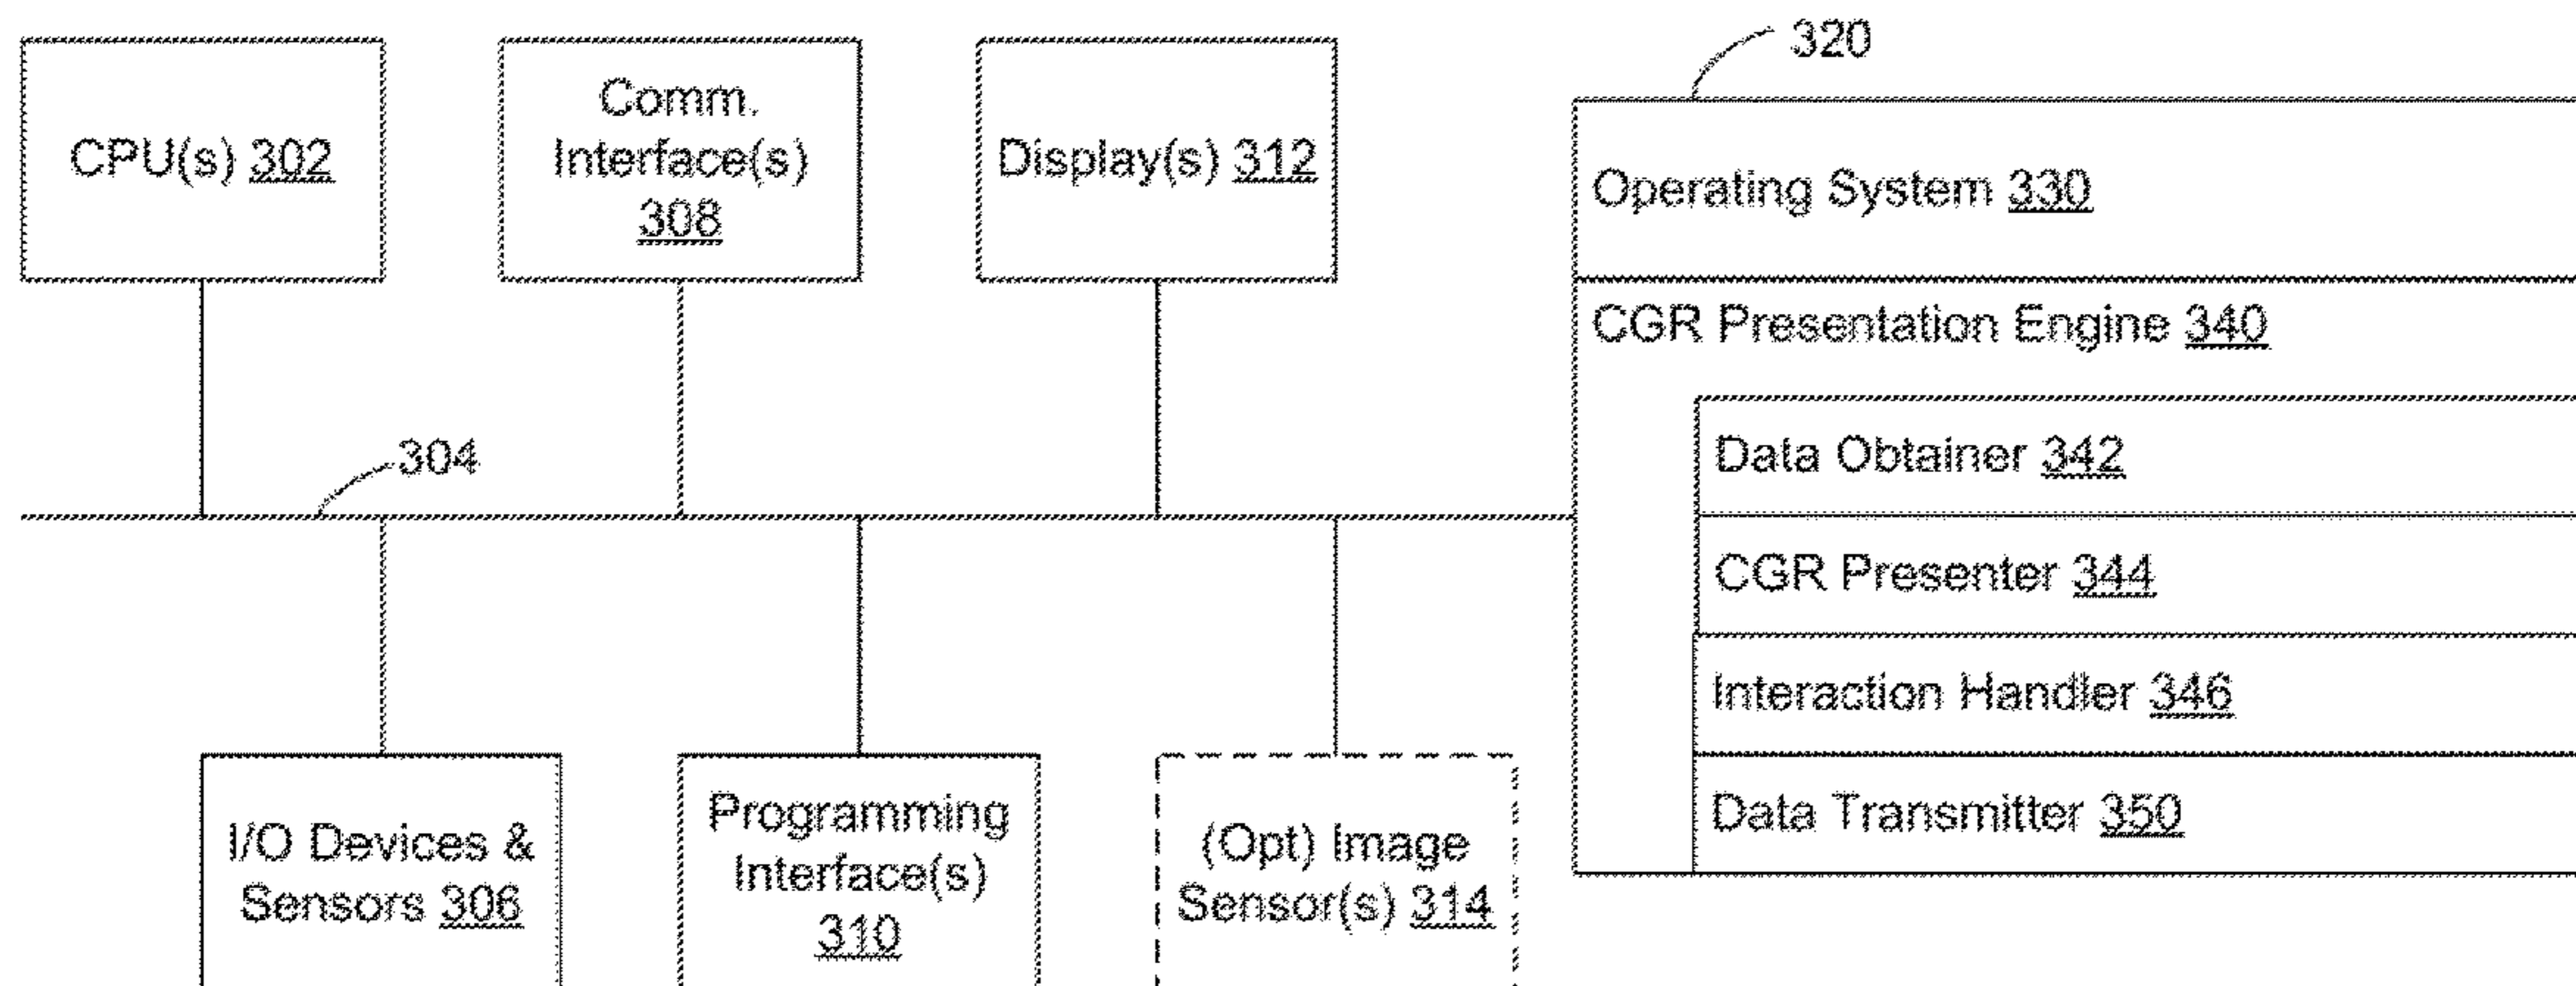 CPU(s) 302
Comm.
Interface(s)
308
Display(s) 312
320
Operating System 330
CGR Presentation Engine 340
Data Obtainer 342
CGR Presenter 344
Interaction Handler 346
Data Transmitter 350
304
I/O Devices &
Sensors 306
Programming
Interface(s)
310
(Opt) Image
Sensor(s) 314